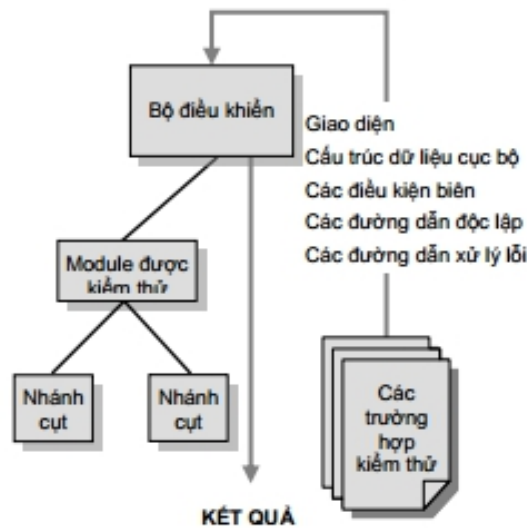 Bộ điều khiển
Giao diện
Cấu trúc dữ liệu cục bộ
Các điều kiện biên
Các đường dẫn độc lập
Các đường dẫn xử lý lỗi
Module được
kiểm thử
Nhánh
cụt
Nhánh
cụt
Các
trường
hợp
kiểm thử
KẾT QUẢ